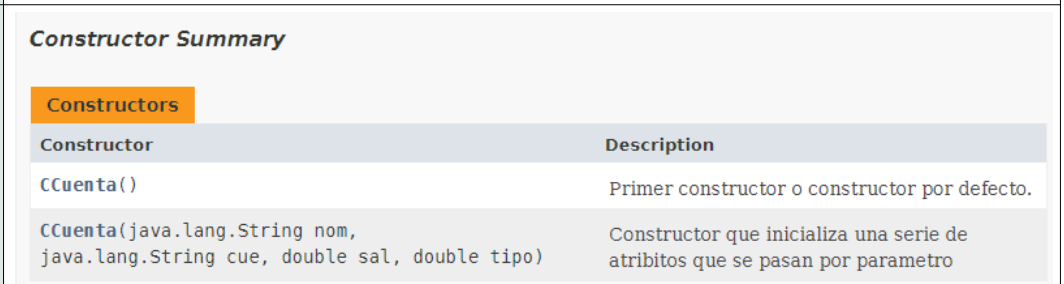 Constructor Summary
Constructors
Constructor Description
CCuenta() Primer constructor o constructor por defecto.
CCuenta(java.lang.String nom, Constructor que inicializa una serie de
java.lang.String cue, double sal, double tipo) atribitos que se pasan por parametro